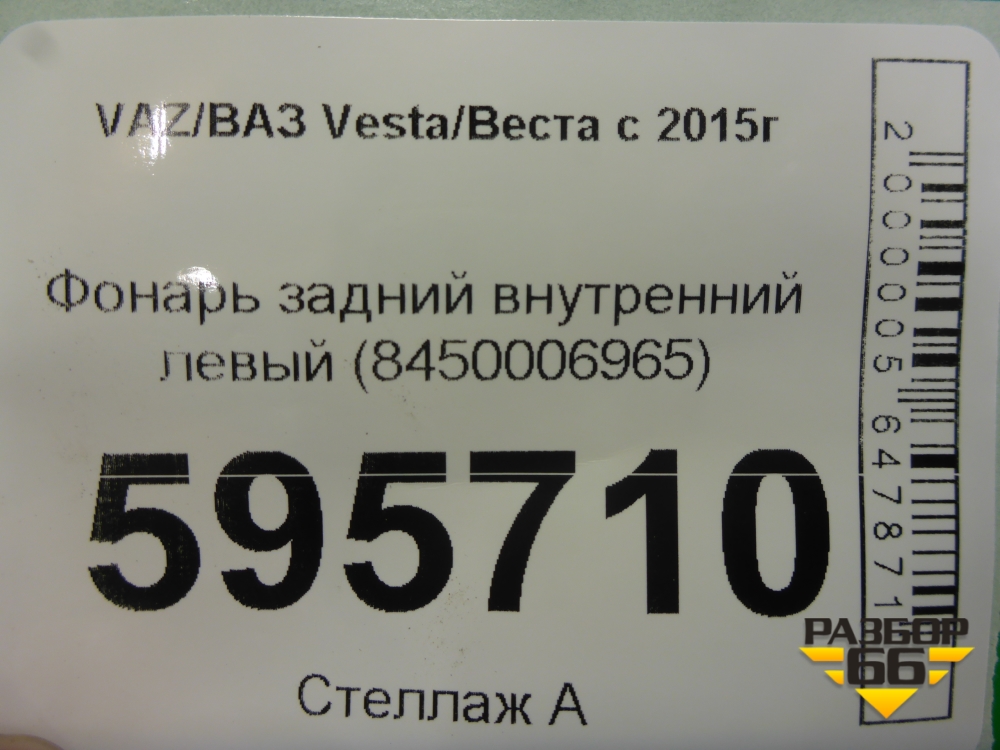 VAZ/ВАЗ Vesta/Веста с 2015г
Фонарь задний внутренний
левый (8450006965)
595710
Стеллаж А
2000005647871
РАЗБОР
66